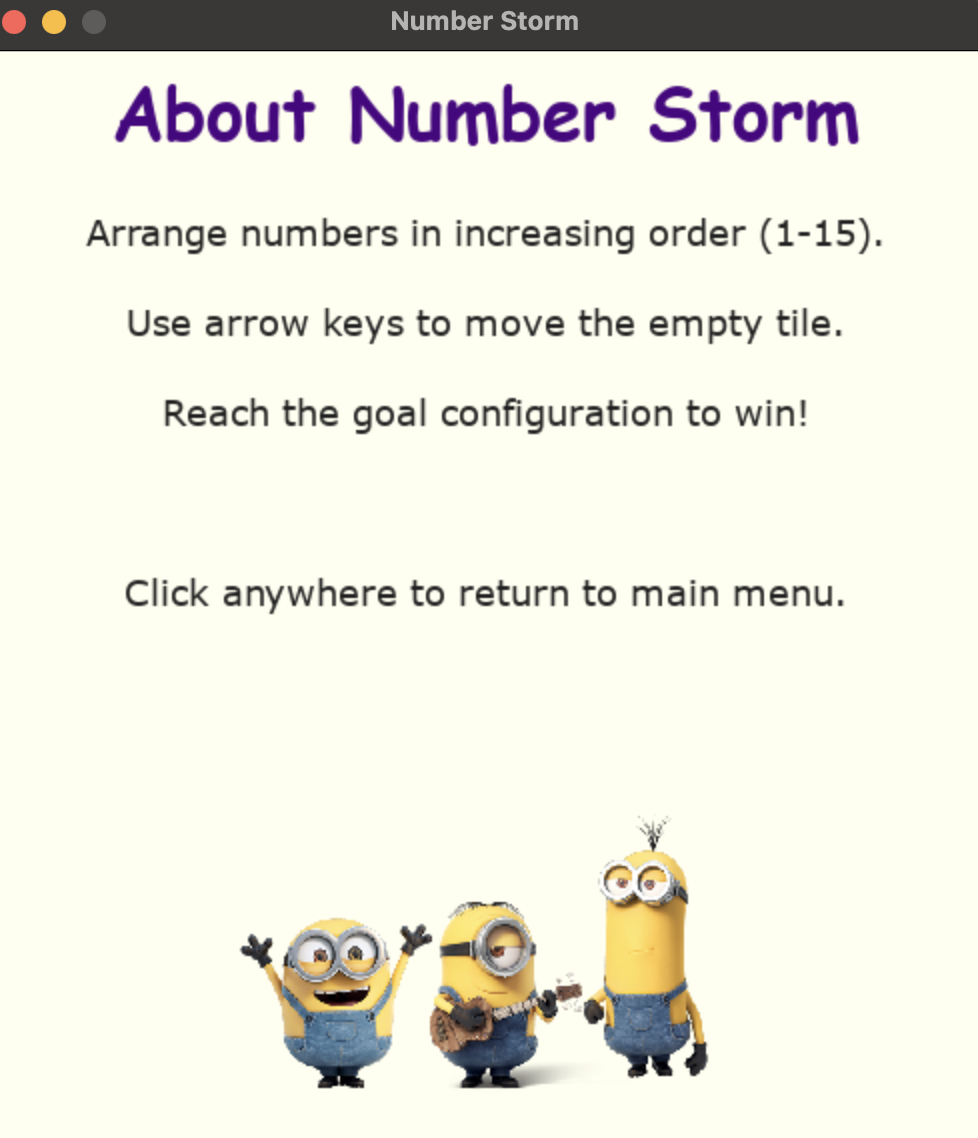 Number Storm
About Number Storm
Arrange numbers in increasing order (1-15).
Use arrow keys to move the empty tile.
Reach the goal configuration to win!
Click anywhere to return to main menu.